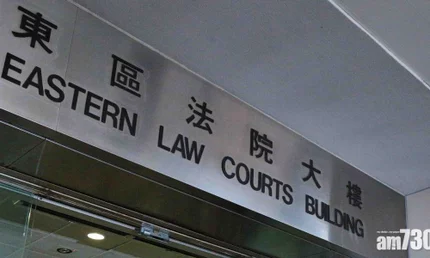 東區法院大樓
EASTERN LAW COURTS BUILDING
am730